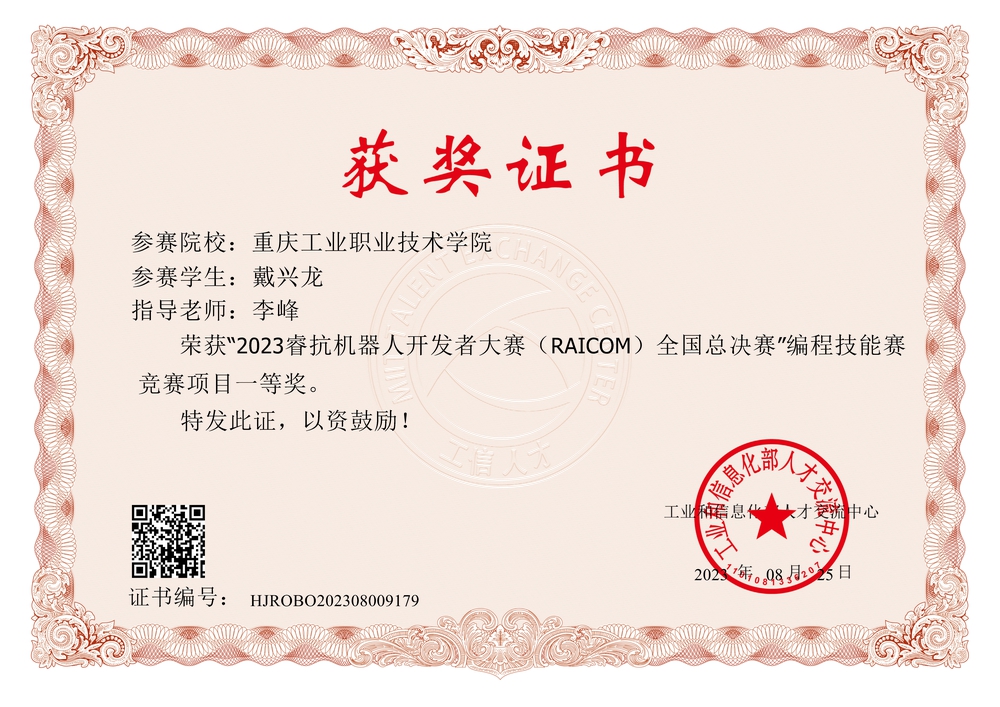 获奖证书
参赛院校：重庆工业职业技术学院
参赛学生：戴兴龙
指导老师：李峰
荣获“2023睿抗机器人开发者大赛（RAICOM）全国总决赛”编程技能赛
竞赛项目一等奖。
特发此证，以资鼓励！
MIIT TALENT EXCHANGE CENTER
工信人才
工业和信息化部人才交流中心
工业和信息化部人才交流中心
2023 年 08 月 25 日
证书编号： HJROBO202308009179